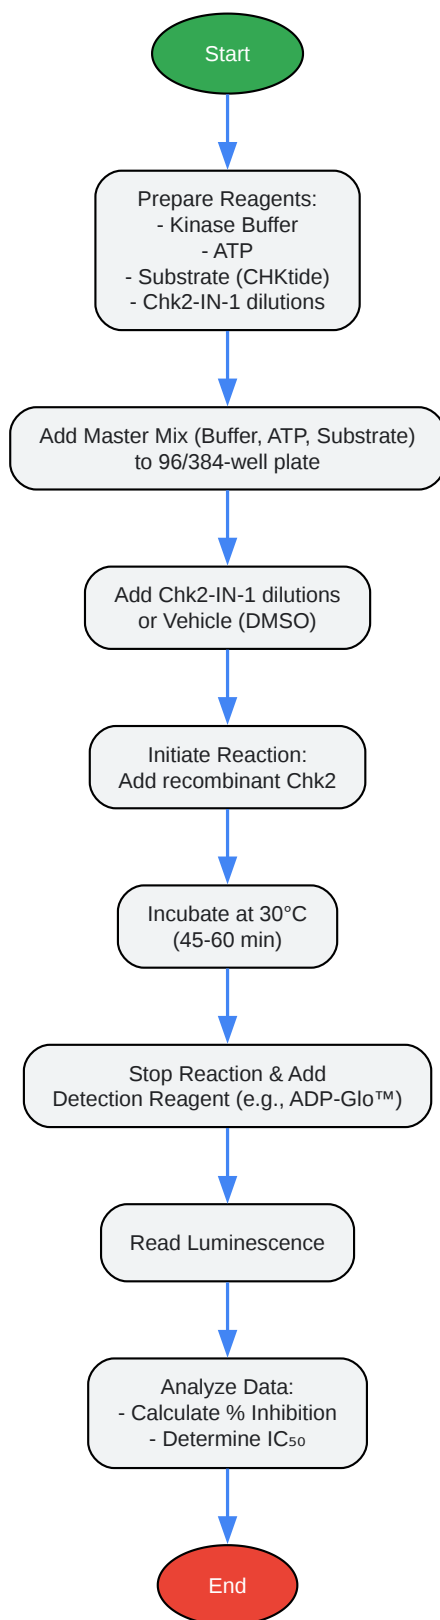 Start
Prepare Reagents:
- Kinase Buffer
- ATP
- Substrate (CHKtide)
- Chk2-IN-1 dilutions
Add Master Mix (Buffer, ATP, Substrate)
to 96/384-well plate
Add Chk2-IN-1 dilutions
or Vehicle (DMSO)
Initiate Reaction:
Add recombinant Chk2
Incubate at 30°C
(45-60 min)
Stop Reaction & Add
Detection Reagent (e.g., ADP-Glo™)
Read Luminescence
Analyze Data:
- Calculate % Inhibition
- Determine IC₅₀
End